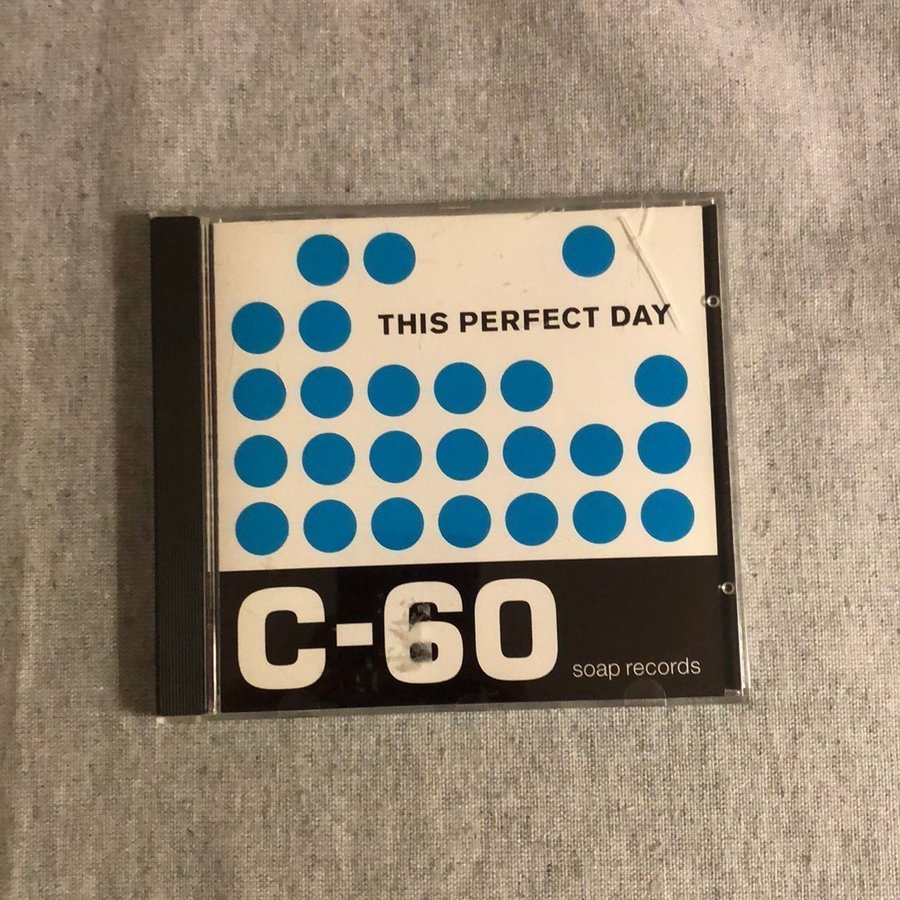 THIS PERFECT DAY
C-60
soap records